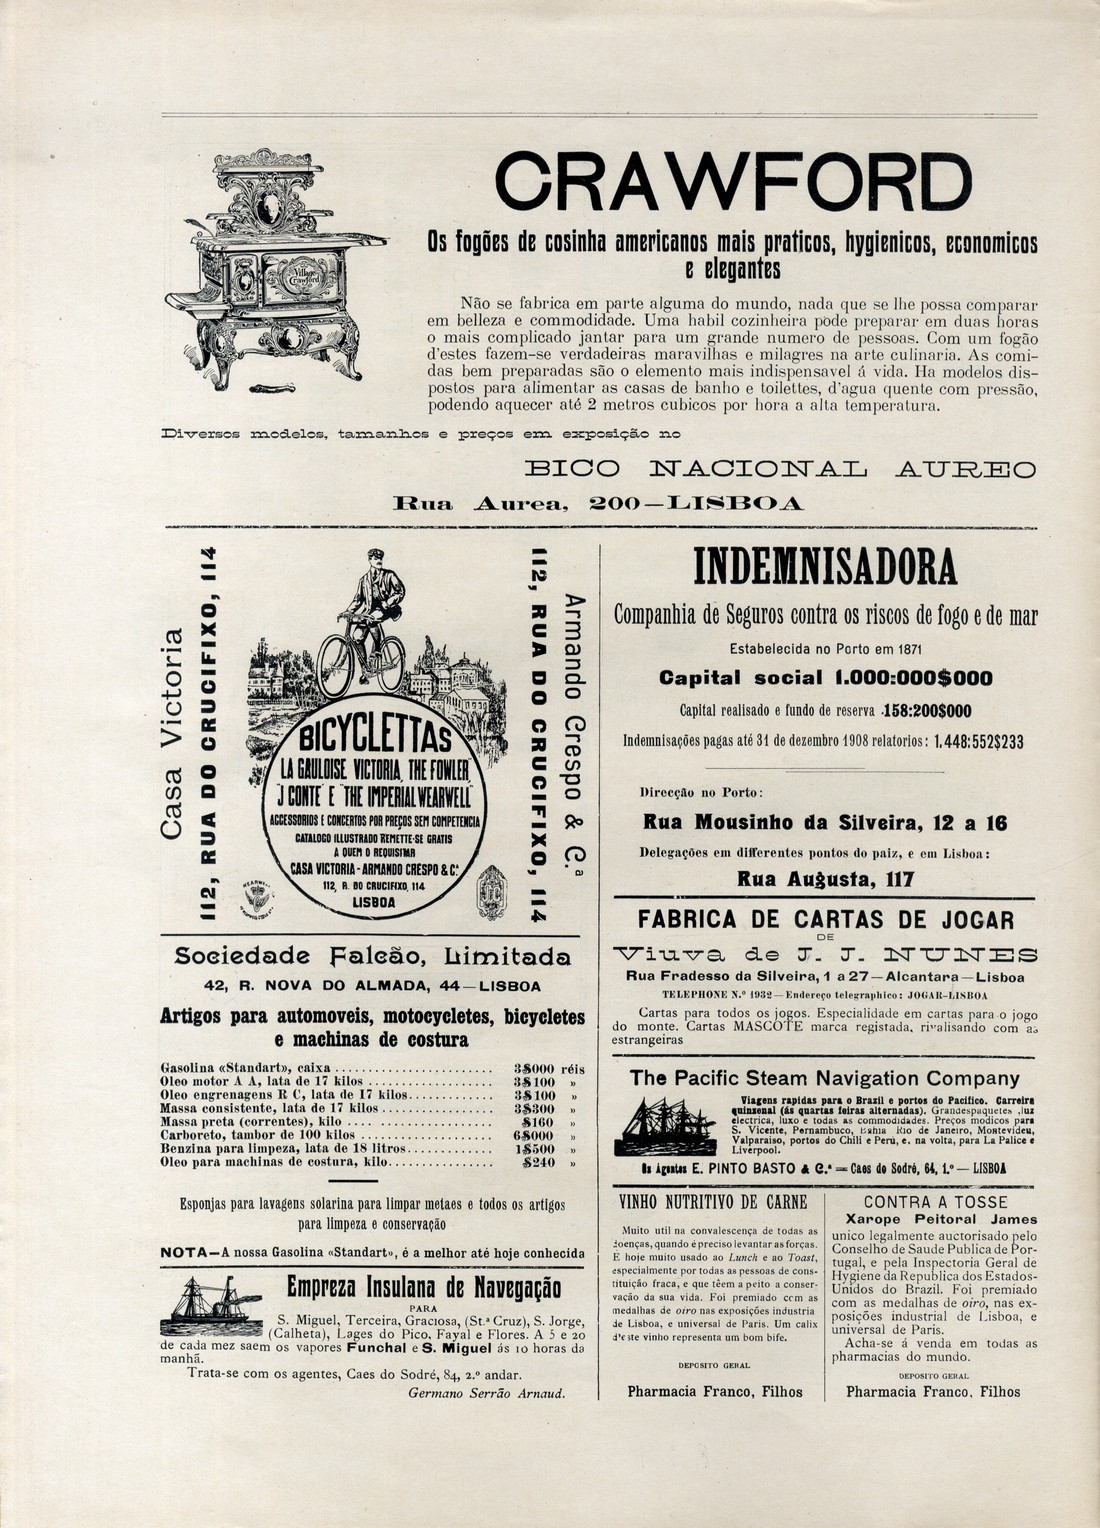 CRAWFORD
Os fogões de cosinha americanos mais praticos, hygienicos, economicos
e elegantes
Village
Crawford
Não se fabrica em parte alguma do mundo, nada que se lhe possa comparar
em belleza e commodidade. Uma habil cozinheira póde preparar em duas horas
o mais complicado jantar para um grande numero de pessoas. Com um fogão
d'estes fazem-se verdadeiras maravilhas e milagres na arte culinaria. As comi-
das bem preparadas são o elemento mais indispensavel á vida. Ha modelos dis-
postos para alimentar as casas de banho e toilettes, d'agua quente com pressão,
podendo aquecer até 2 metros cubicos por hora a alta temperatura.
Diversos modelos, tamanhos e preços em exposição no
BICO NACIONAL AUREO
Rua Aurea, 200—LISBOA
Casa Victoria
112, RUA DO CRUCIFIXO, 114
BICYCLETTAS
LA GAULOISE VICTORIA, THE FOWLER
"J CONTE" E "THE IMPERIAL WEARWELL"
ACCESSORIOS E CONCERTOS POR PREÇOS SEM COMPETENCIA
CATALOGO ILLUSTRADO REMETTE-SE GRATIS
A QUEM O REQUISITAR
CASA VICTORIA - ARMANDO CRESPO & C.ª
112, R. DO CRUCIFIXO, 114
LISBOA
112, RUA DO CRUCIFIXO, 114
Armando Crespo & C.ª
Sociedade Falcão, Limitada
42, R. NOVA DO ALMADA, 44—LISBOA
Artigos para automoveis, motocycletes, bicycletes
e machinas de costura
Gasolina «Standart», caixa ........................ 3$000 réis
Oleo motor A A, lata de 17 kilos ................... 3$100 »
Oleo engrenagens R C, lata de 17 kilos............. 3$100 »
Massa consistente, lata de 17 kilos ................. 3$300 »
Massa preta (correntes), kilo .... ................. $160 »
Carboreto, tambor de 100 kilos ..................... 6$000 »
Benzina para limpeza, lata de 18 litros............. 1$500 »
Oleo para machinas de costura, kilo................ $240 »
Esponjas para lavagens solarina para limpar metaes e todos os artigos
para limpeza e conservação
NOTA—A nossa Gasolina «Standart», é a melhor até hoje conhecida
Empreza Insulana de Navegação
PARA
S. Miguel, Terceira, Graciosa, (St.ª Cruz), S. Jorge,
(Calheta), Lages do Pico, Fayal e Flores. A 5 e 20
de cada mez saem os vapores Funchal e S. Miguel ás 10 horas da
manhã.
Trata-se com os agentes, Caes do Sodré, 84, 2.º andar.
Germano Serrão Arnaud.
INDEMNISADORA
Companhia de Seguros contra os riscos de fogo e de mar
Estabelecida no Porto em 1871
Capital social 1.000:000$000
Capital realisado e fundo de reserva .158:200$000
Indemnisações pagas até 31 de dezembro 1908 relatorios: 1.448:552$233
Direcção no Porto:
Rua Mousinho da Silveira, 12 a 16
Delegações em differentes pontos do paiz, e em Lisboa:
Rua Augusta, 117
FABRICA DE CARTAS DE JOGAR
DE
Viuva de J. J. NUNES
Rua Fradesso da Silveira, 1 a 27—Alcantara—Lisboa
TELEPHONE N.º 1932—Endereço telegraphico: JOGAR-LISBOA
Cartas para todos os jogos. Especialidade em cartas para o jogo
do monte. Cartas MASCOTE marca registada, rivalisando com as
estrangeiras
The Pacific Steam Navigation Company
Viagens rapidas para o Brazil e portos do Pacifico. Carreira
quinzenal (ás quartas feiras alternadas). Grandes paquetes, luz
electrica, luxo e todas as commodidades. Preços modicos para
S. Vicente, Pernambuco, Bahia Rio de Janeiro, Montevideu,
Valparaiso, portos do Chili e Perú, e, na volta, para La Palice e
Liverpool.
Os Agentes E. PINTO BASTO & C.ª = Caes do Sodré, 64, 1.º — LISBOA
VINHO NUTRITIVO DE CARNE
Muito util na convalescença de todas as
doenças, quando é preciso levantar as forças.
E hoje muito usado ao Lunch e ao Toast,
especialmente por todas as pessoas de cons-
tituição fraca, e que têem a peito a conser-
vação da sua vida. Foi premiado com as
medalhas de oiro nas exposições industria
de Lisboa, e universal de Paris. Um calix
d'este vinho representa um bom bife.
DEPOSITO GERAL
Pharmacia Franco, Filhos
CONTRA A TOSSE
Xarope Peitoral James
unico legalmente auctorisado pelo
Conselho de Saude Publica de Por-
tugal, e pela Inspectoria Geral de
Hygiene da Republica dos Estados-
Unidos do Brazil. Foi premiado
com as medalhas de oiro, nas ex-
posições industrial de Lisboa, e
universal de Paris.
Acha-se á venda em todas as
pharmacias do mundo.
DEPOSITO GERAL
Pharmacia Franco, Filhos